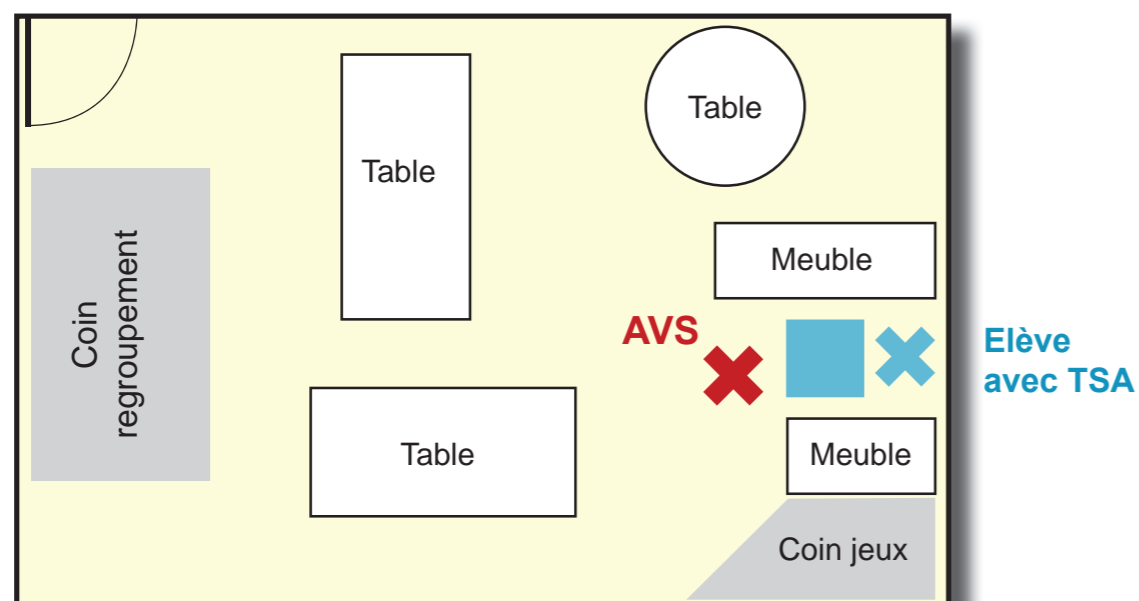 Table
Table
Coin
regroupement
Meuble
AVS
Elève
avec TSA
Table
Meuble
Coin jeux